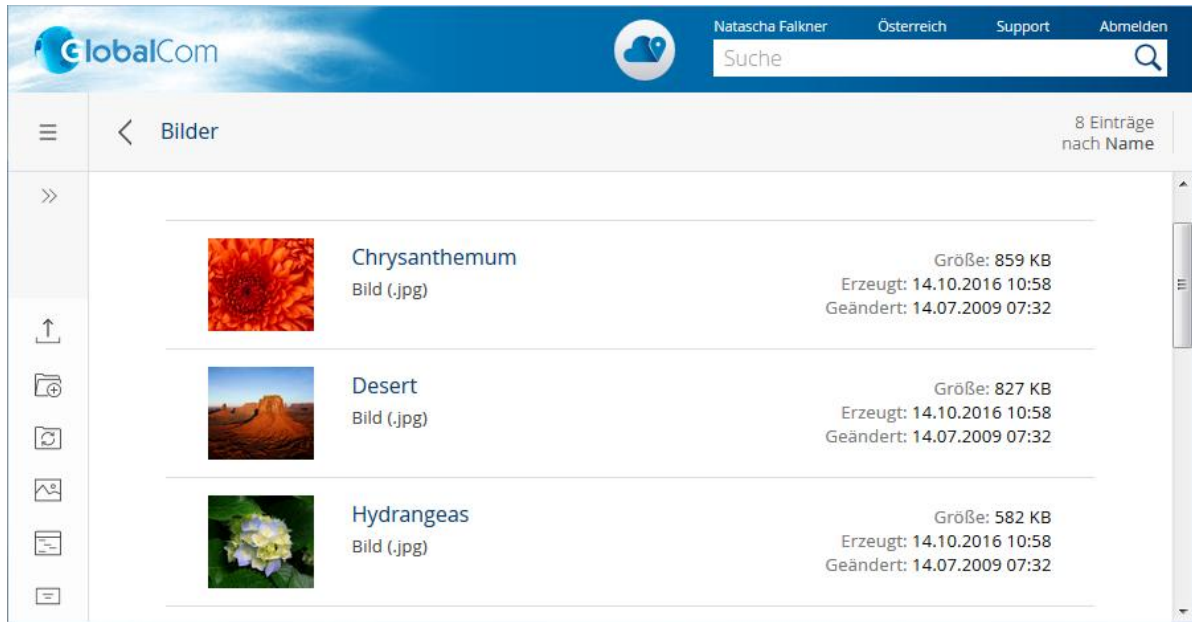 GlobalCom
Natascha Falkner Österreich Support Abmelden
Suche
Bilder
8 Einträge
nach Name
Chrysanthemum
Bild (.jpg)
Größe: 859 KB
Erzeugt: 14.10.2016 10:58
Geändert: 14.07.2009 07:32
Desert
Bild (.jpg)
Größe: 827 KB
Erzeugt: 14.10.2016 10:58
Geändert: 14.07.2009 07:32
Hydrangeas
Bild (.jpg)
Größe: 582 KB
Erzeugt: 14.10.2016 10:58
Geändert: 14.07.2009 07:32